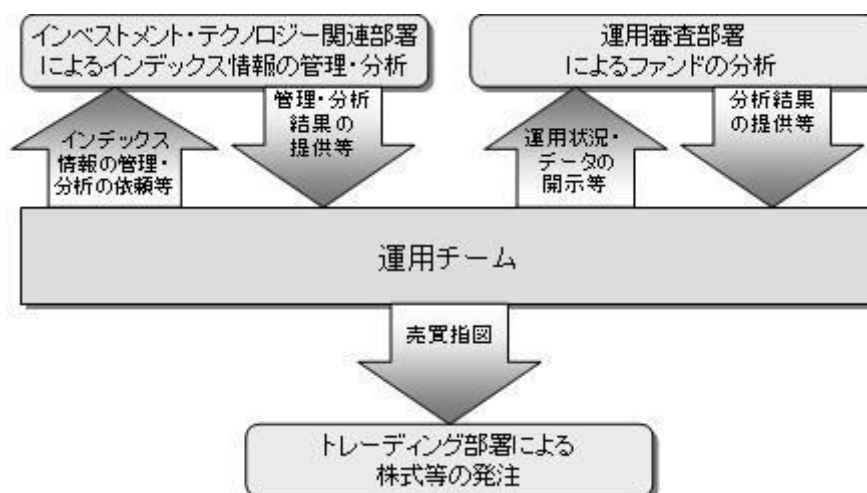 インベストメント・テクノロジー関連部署
によるインデックス情報の管理・分析
運用審査部署
によるファンドの分析
インデックス
情報の管理・
分析の依頼等
管理・分析
結果の
提供等
運用状況・
データの
開示等
分析結果
の提供等
運用チーム
売買指図
トレーディング部署による
株式等の発注